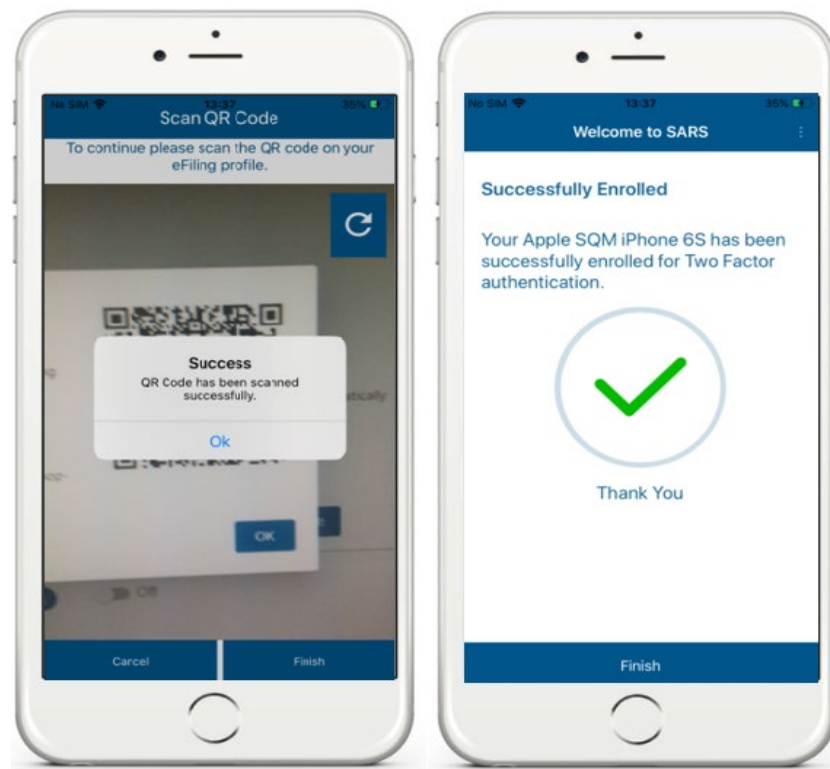 No SIM 13:37 35%
Scan QR Code
To continue please scan the QR code on your
eFiling profile.
Success
QR Code has been scanned
successfully.
atically
Ok
OK
Off
Cancel Finish
No SIM 13:37 35%
Welcome to SARS
Successfully Enrolled
Your Apple SQM iPhone 6S has been
successfully enrolled for Two Factor
authentication.
Thank You
Finish